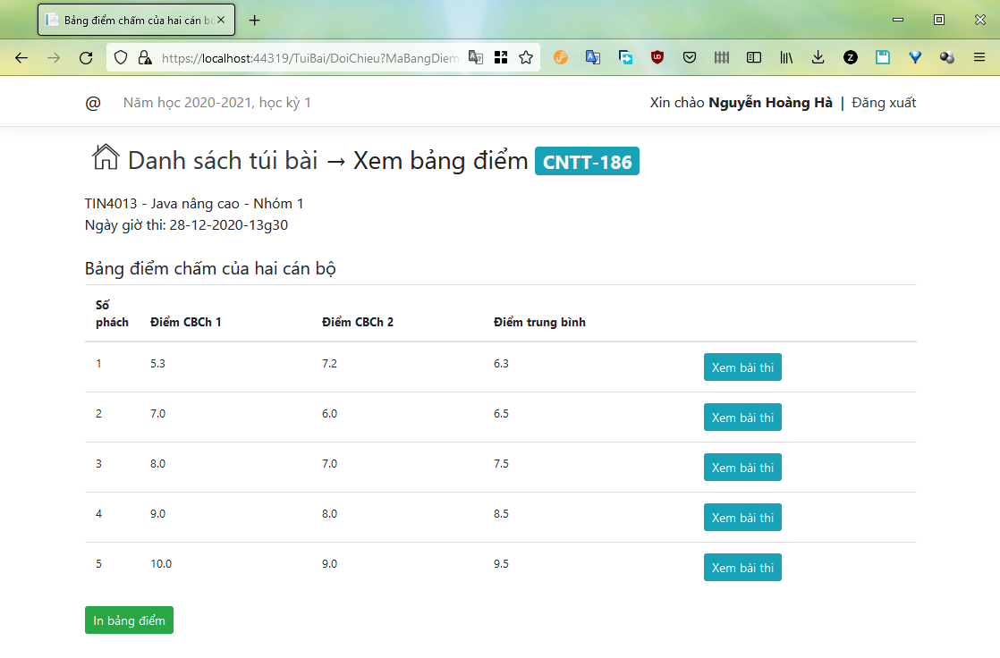 Bảng điểm chấm của hai cán bộ
https://localhost:44319/TuiBai/DoiChieu?MaBangDiem
@ Năm học 2020-2021, học kỳ 1 Xin chào Nguyễn Hoàng Hà | Đăng xuất
Danh sách túi bài → Xem bảng điểm CNTT-186
TIN4013 - Java nâng cao - Nhóm 1
Ngày giờ thi: 28-12-2020-13g30
Bảng điểm chấm của hai cán bộ
Số
phách Điểm CBCh 1 Điểm CBCh 2 Điểm trung bình
1 5.3 7.2 6.3 Xem bài thi
2 7.0 6.0 6.5 Xem bài thi
3 8.0 7.0 7.5 Xem bài thi
4 9.0 8.0 8.5 Xem bài thi
5 10.0 9.0 9.5 Xem bài thi
In bảng điểm